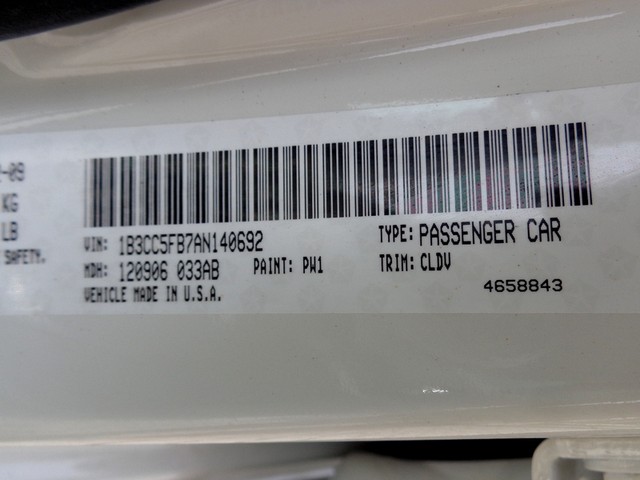 -09
KG
LB
SAFETY.
VIN: 1B3CC5FB7AN140692 TYPE: PASSENGER CAR
MDH: 120906 033AB PAINT: PW1 TRIM: CLDV
VEHICLE MADE IN U.S.A. 4658843